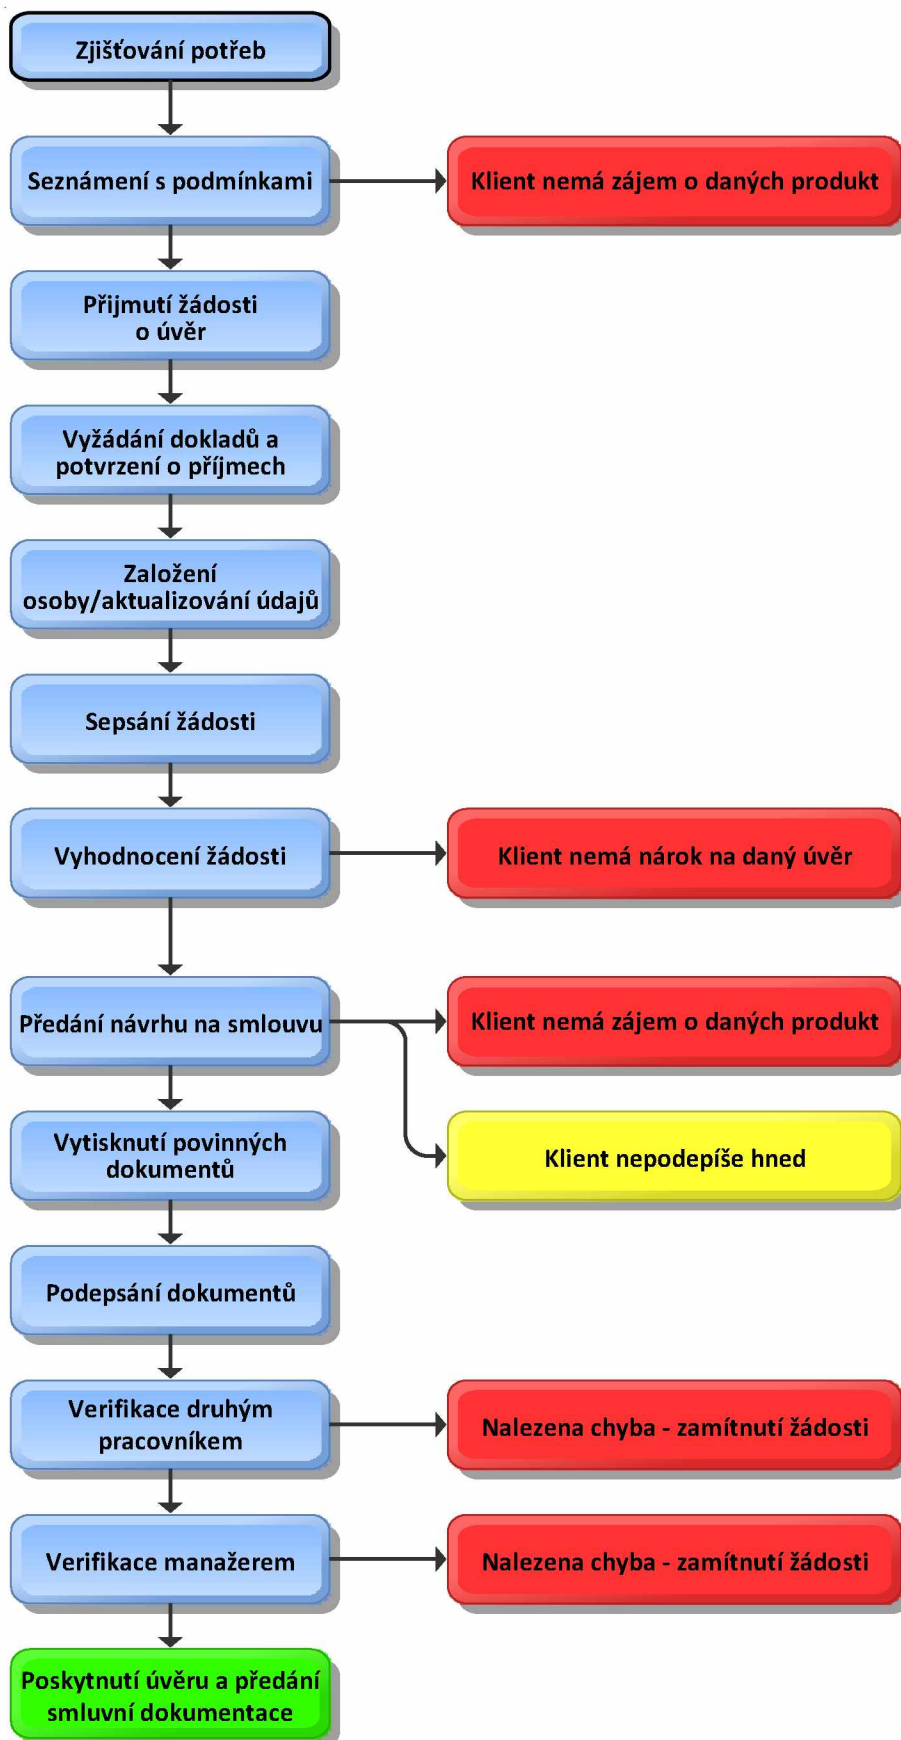 Zjišťování potřeb
Seznámení s podmínkami
Klient nemá zájem o daných produkt
Přijmutí žádosti
o úvěr
Vyžádání dokladů a
potvrzení o příjmech
Založení
osoby/aktualizování údajů
Sepsání žádosti
Vyhodnocení žádosti
Klient nemá nárok na daný úvěr
Předání návrhu na smlouvu
Klient nemá zájem o daných produkt
Vytisknutí povinných
dokumentů
Klient nepodepíše hned
Podepsání dokumentů
Verifikace druhým
pracovníkem
Nalezena chyba - zamítnutí žádosti
Verifikace manažerem
Nalezena chyba - zamítnutí žádosti
Poskytnutí úvěru a předání
smluvní dokumentace